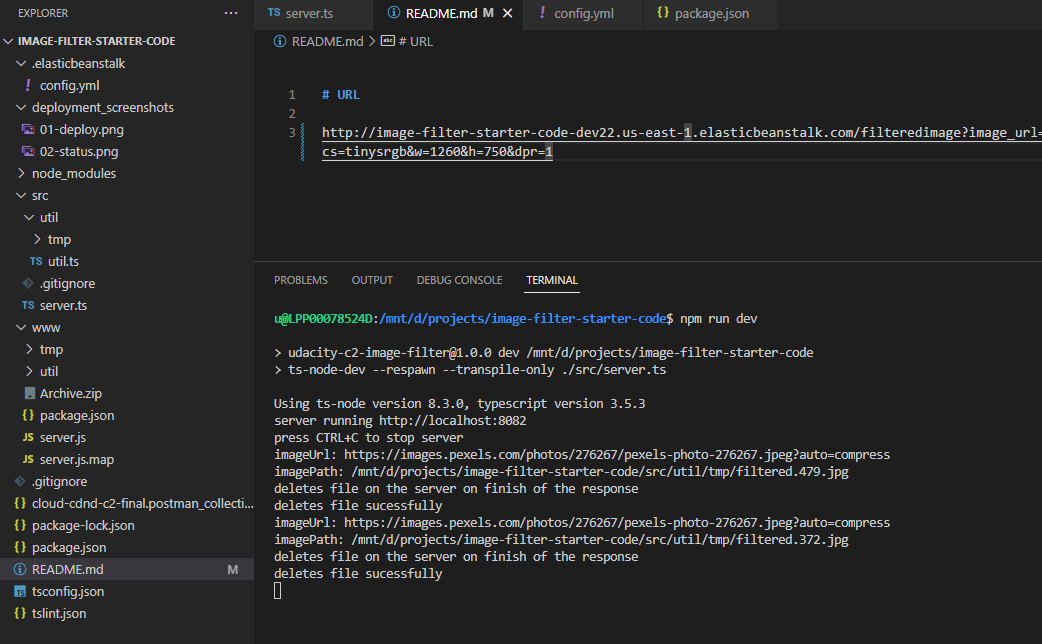 EXPLORER
IMAGE-FILTER-STARTER-CODE
.elasticbeanstalk
config.yml
deployment_screenshots
01-deploy.png
02-status.png
node_modules
src
util
tmp
util.ts
.gitignore
server.ts
www
tmp
util
Archive.zip
package.json
server.js
server.js.map
.gitignore
cloud-cdnd-c2-final.postman_collecti...
package-lock.json
package.json
README.md M
tsconfig.json
tslint.json
TS server.ts
README.md M
config.yml
package.json
README.md > # URL
1 # URL
2
3 http://image-filter-starter-code-dev22.us-east-1.elasticbeanstalk.com/filteredimage?image_url=
cs=tinysrgb&w=1260&h=750&dpr=1
PROBLEMS OUTPUT DEBUG CONSOLE TERMINAL
u@LPP00078524D:/mnt/d/projects/image-filter-starter-code$ npm run dev
> udacity-c2-image-filter@1.0.0 dev /mnt/d/projects/image-filter-starter-code
> ts-node-dev --respawn --transpile-only ./src/server.ts
Using ts-node version 8.3.0, typescript version 3.5.3
server running http://localhost:8082
press CTRL+C to stop server
imageUrl: https://images.pexels.com/photos/276267/pexels-photo-276267.jpeg?auto=compress
imagePath: /mnt/d/projects/image-filter-starter-code/src/util/tmp/filtered.479.jpg
deletes file on the server on finish of the response
deletes file sucessfully
imageUrl: https://images.pexels.com/photos/276267/pexels-photo-276267.jpeg?auto=compress
imagePath: /mnt/d/projects/image-filter-starter-code/src/util/tmp/filtered.372.jpg
deletes file on the server on finish of the response
deletes file sucessfully